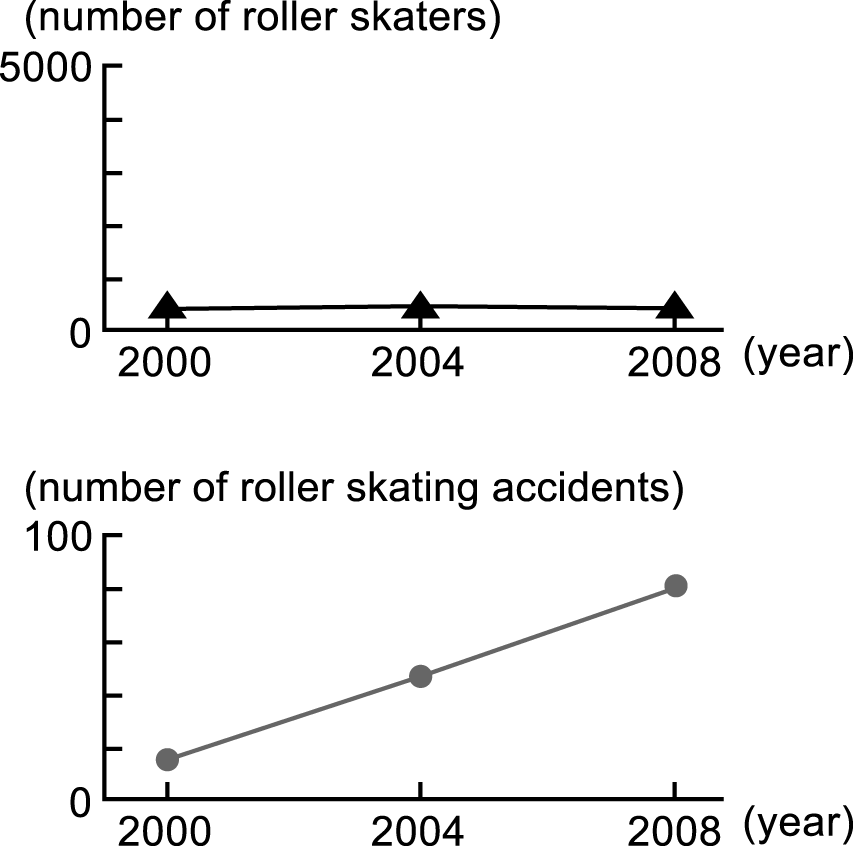 (number of roller skaters)
5000
0
2000 2004 2008 (year)
(number of roller skating accidents)
100
0
2000 2004 2008 (year)